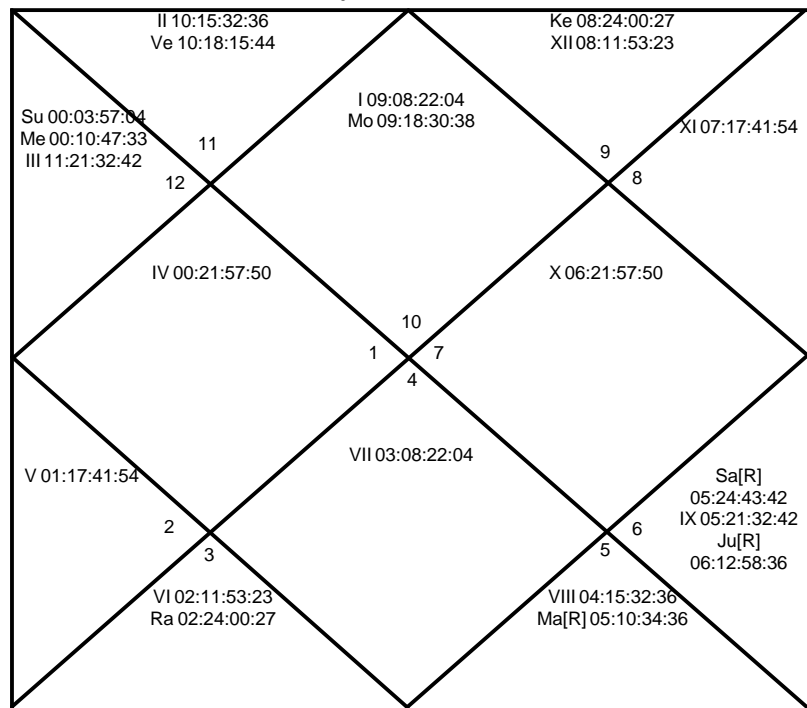 II 10:15:32:36
Ve 10:18:15:44
Ke 08:24:00:27
XII 08:11:53:23
I 09:08:22:04
Mo 09:18:30:38
Su 00:03:57:04
Me 00:10:47:33
III 11:21:32:42
XI 07:17:41:54
11
12
9
8
IV 00:21:57:50
X 06:21:57:50
10
1
7
4
VII 03:08:22:04
V 01:17:41:54
Sa[R]
05:24:43:42
IX 05:21:32:42
Ju[R]
06:12:58:36
2
3
6
5
VI 02:11:53:23
Ra 02:24:00:27
VIII 04:15:32:36
Ma[R] 05:10:34:36